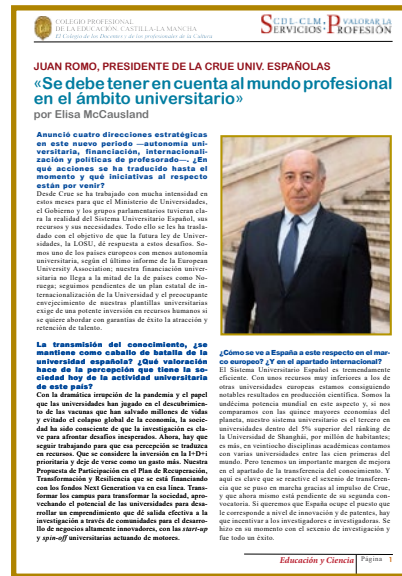 COLEGIO PROFESIONAL
DE LA EDUCACIÓN. CASTILLA-LA MANCHA
El Colegio de los Docentes y de los profesionales de la Cultura
SCDL-CLM: PVALORAR LA
SERVICIOS PROFESIÓN
JUAN ROMO, PRESIDENTE DE LA CRUE UNIV. ESPAÑOLAS
«Se debe tener en cuenta al mundo profesional
en el ámbito universitario»
por Elisa McCausland
Anunció cuatro direcciones estratégicas
en este nuevo periodo —autonomía uni-
versitaria, financiación, internacionali-
zación y políticas de profesorado—. ¿En
qué acciones se ha traducido hasta el
momento y qué iniciativas al respecto
están por venir?
Desde Crue se ha trabajado con mucha intensidad en
estos meses para que el Ministerio de Universidades,
el Gobierno y los grupos parlamentarios tuvieran cla-
ra la realidad del Sistema Universitario Español, sus
recursos y sus necesidades. Todo ello se les ha trasla-
dado con el objetivo de que la futura ley de Univer-
sidades, la LOSU, dé respuesta a estos desafíos. So-
mos uno de los países europeos con menos autonomía
universitaria, según el último informe de la European
University Association; nuestra financiación univer-
sitaria no llega a la mitad de la de países como No-
ruega; seguimos pendientes de un plan estatal de in-
ternacionalización de la Universidad y el preocupante
envejecimiento de nuestras plantillas universitarias
exige de una potente inversión en recursos humanos si
se quiere abordar con garantías de éxito la atracción y
retención de talento.
La transmisión del conocimiento, ¿se
mantiene como caballo de batalla de la
universidad española? ¿Qué valoración
hace de la percepción que tiene la so-
ciedad hoy de la actividad universitaria
de este país?
Con la dramática irrupción de la pandemia y el papel
que las universidades han jugado en el descubrimien-
to de las vacunas que han salvado millones de vidas
y evitado el colapso global de la economía, la socie-
dad ha sido consciente de que la investigación es cla-
ve para afrontar desafíos inesperados. Ahora, hay que
seguir trabajando para que esa percepción se traduzca
en recursos. Que se considere la inversión en la I+D+i
prioritaria y deje de verse como un gasto más. Nuestra
Propuesta de Participación en el Plan de Recuperación,
Transformación y Resiliencia que se está financiando
con los fondos Next Generation va en esa línea. Trans-
formar los campus para transformar la sociedad, apro-
vechando el potencial de las universidades para desa-
rrollar un emprendimiento que dé salida efectiva a la
investigación a través de comunidades para el desarro-
llo de negocios altamente innovadores, con las start-up
y spin-off universitarias actuando de motores.
¿Cómo se ve a España a este respecto en el mar-
co europeo? ¿Y en el apartado internacional?
El Sistema Universitario Español es tremendamente
eficiente. Con unos recursos muy inferiores a los de
otras universidades europeas estamos consiguiendo
notables resultados en producción científica. Somos la
undécima potencia mundial en este aspecto y, si nos
comparamos con las quince mayores economías del
planeta, nuestro sistema universitario es el tercero en
universidades dentro del 5% superior del ránking de
la Universidad de Shanghái, por millón de habitantes;
es más, en veintiocho disciplinas académicas contamos
con varias universidades entre las cien primeras del
mundo. Pero tenemos un importante margen de mejora
en el apartado de la transferencia del conocimiento. Y
aquí es clave que se reactive el sexenio de transferen-
cia que se puso en marcha gracias al impulso de Crue,
y que ahora mismo está pendiente de su segunda con-
vocatoria. Si queremos que España ocupe el puesto que
le corresponde a nivel de innovación y de patentes, hay
que incentivar a los investigadores e investigadoras. Se
hizo en su momento con el sexenio de investigación y
fue todo un éxito.
Educación y Ciencia Página 1